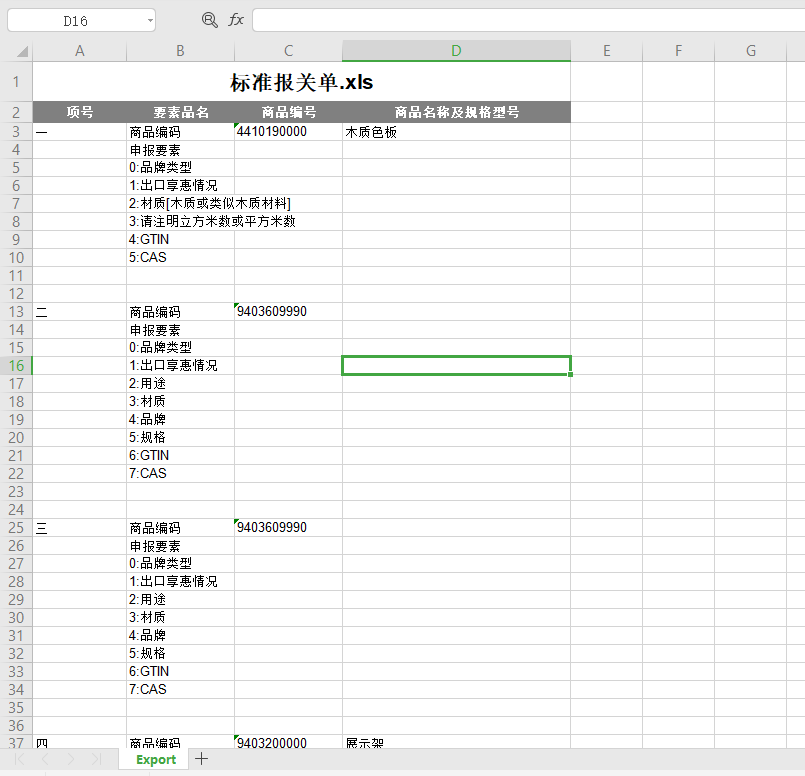 D16 fx
A B C D E F G
1 标准报关单.xls
2 项号 要素品名 商品编号 商品名称及规格型号
3 一 商品编码 4410190000 木质色板
4 申报要素
5 0:品牌类型
6 1:出口享惠情况
7 2:材质[木质或类似木质材料]
8 3:请注明立方米数或平方米数
9 4:GTIN
10 5:CAS
11
12
13 二 商品编码 9403609990
14 申报要素
15 0:品牌类型
16 1:出口享惠情况
17 2:用途
18 3:材质
19 4:品牌
20 5:规格
21 6:GTIN
22 7:CAS
23
24
25 三 商品编码 9403609990
26 申报要素
27 0:品牌类型
28 1:出口享惠情况
29 2:用途
30 3:材质
31 4:品牌
32 5:规格
33 6:GTIN
34 7:CAS
35
36
37 四 商品编码 9403200000 展示架
Export